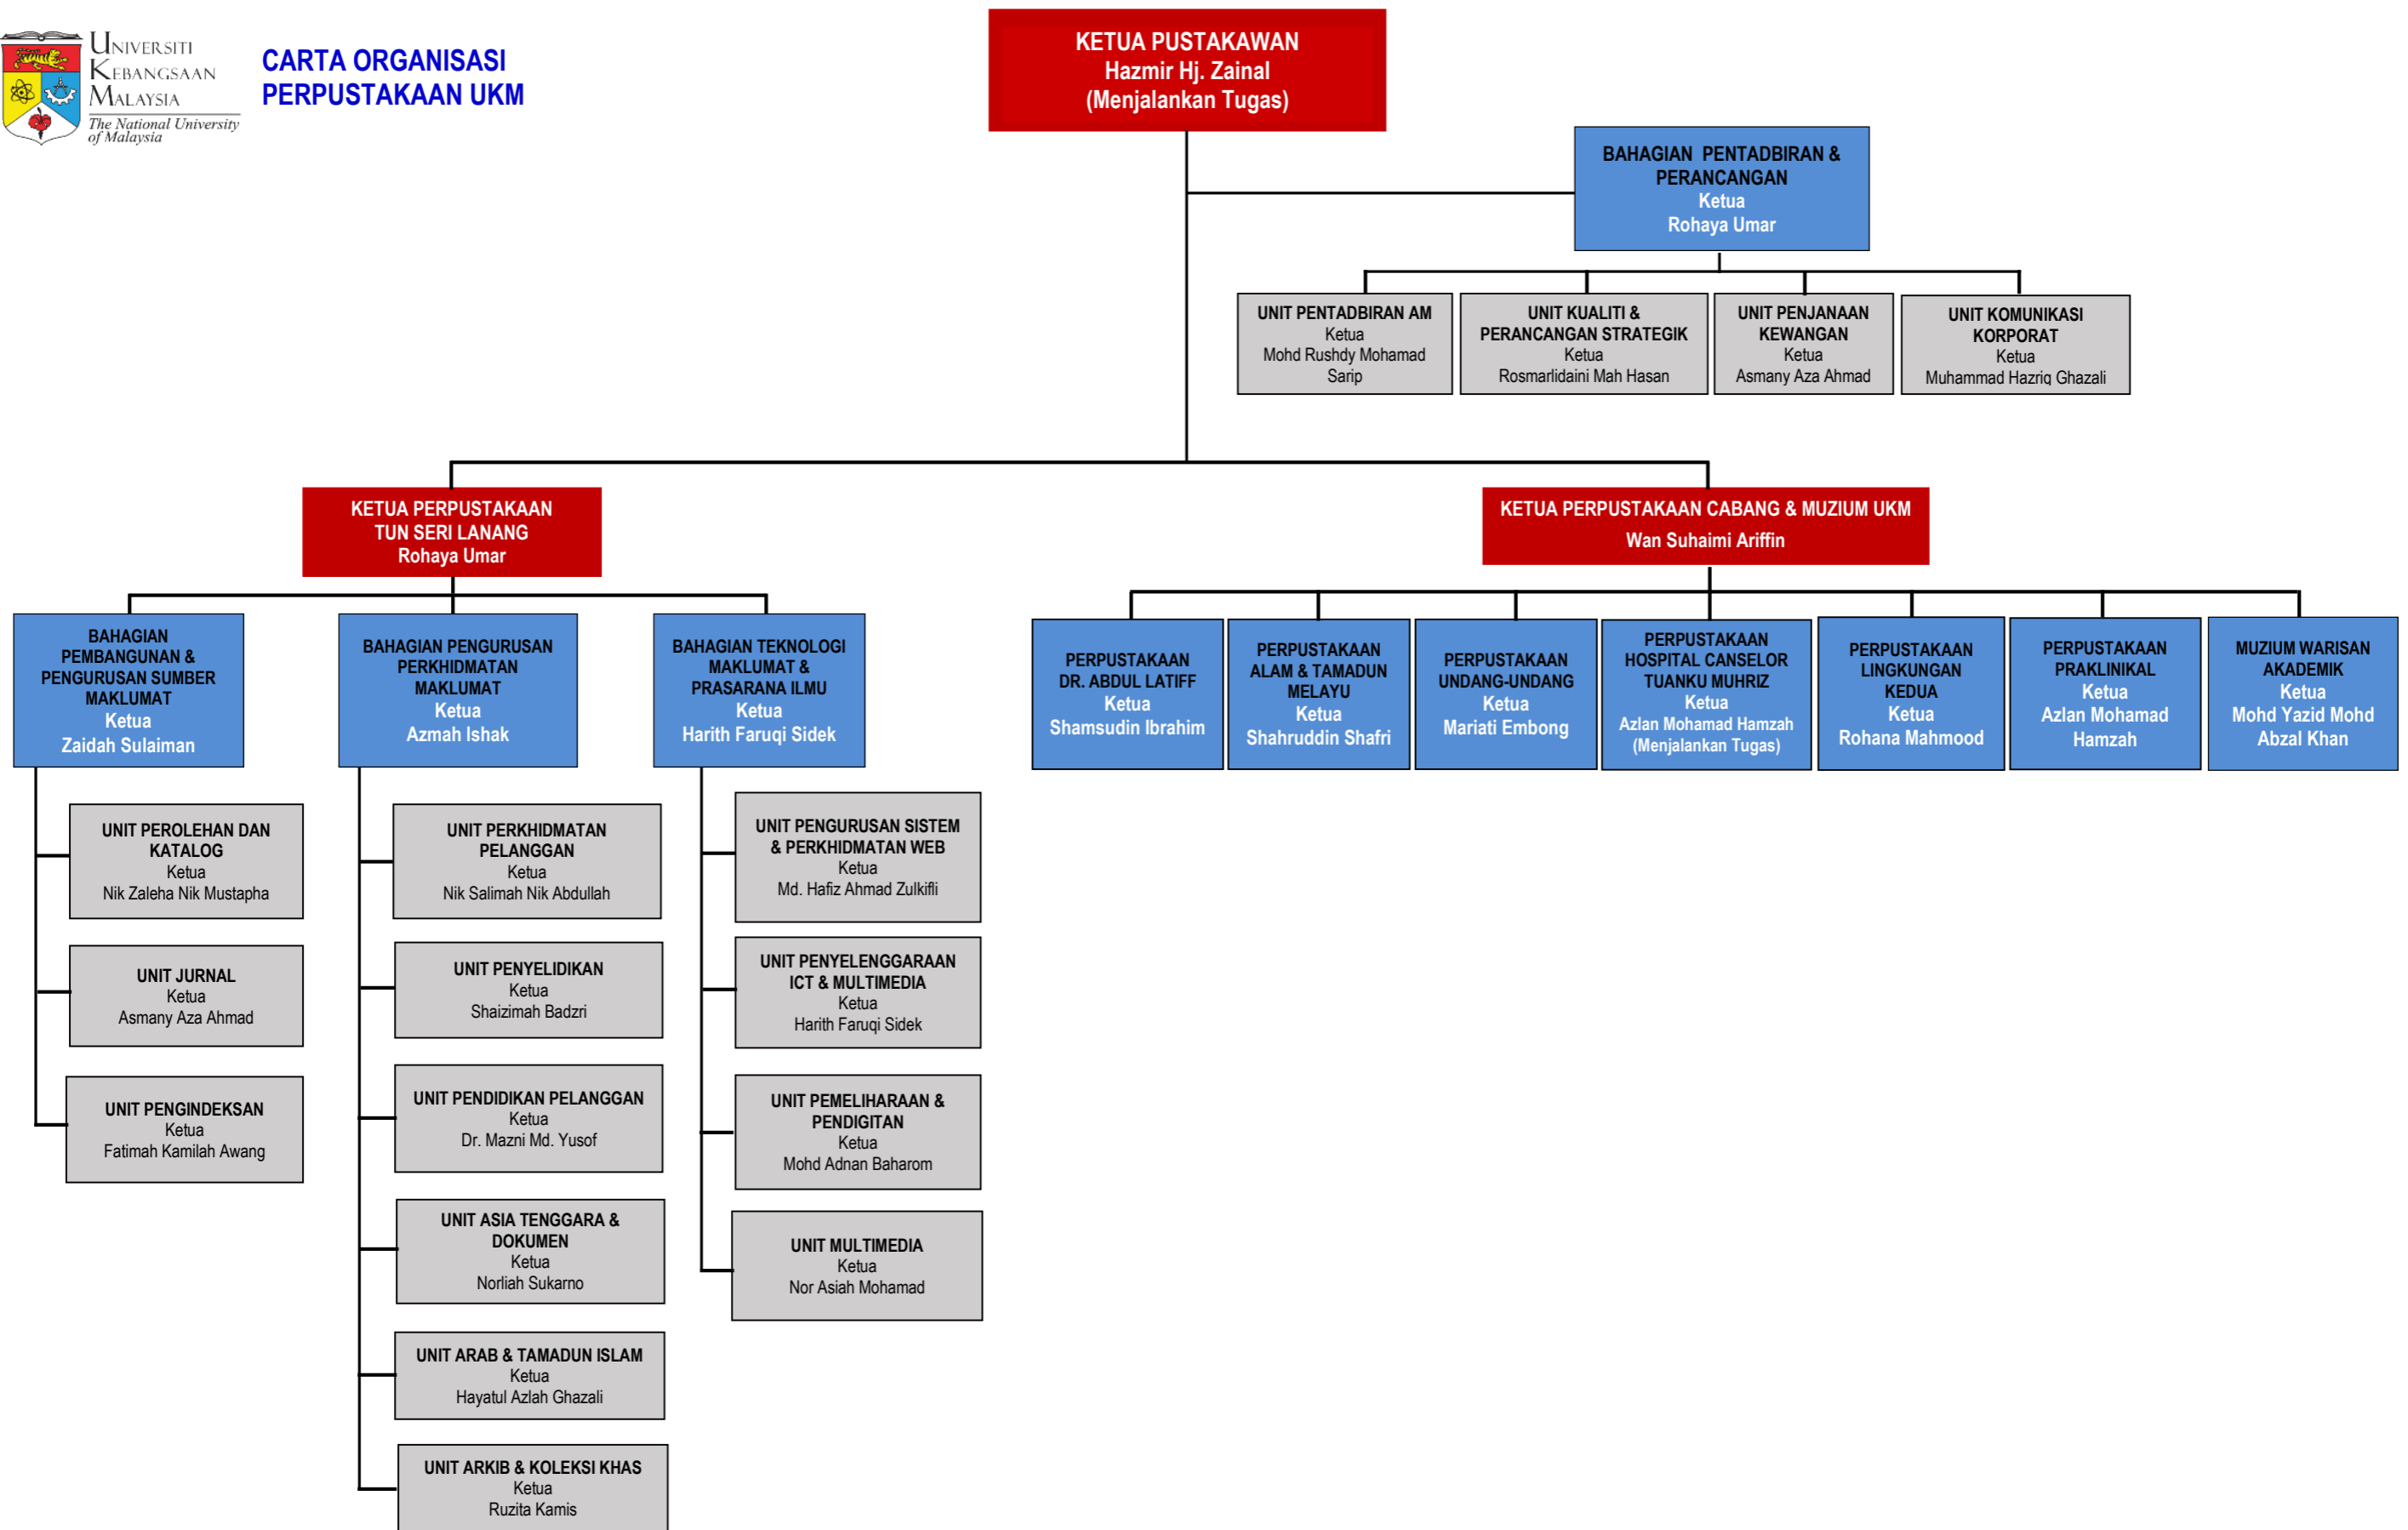 UNIVERSITI
KEBANGSAAN
MALAYSIA
The National University
of Malaysia
CARTA ORGANISASI
PERPUSTAKAAN UKM
KETUA PUSTAKAWAN
Hazmir Hj. Zainal
(Menjalankan Tugas)
BAHAGIAN PENTADBIRAN &
PERANCANGAN
Ketua
Rohaya Umar
UNIT PENTADBIRAN AM
Ketua
Mohd Rushdy Mohamad
Sarip
UNIT KUALITI &
PERANCANGAN STRATEGIK
Ketua
Rosmarlidaini Mah Hasan
UNIT PENJANAAN
KEWANGAN
Ketua
Asmany Aza Ahmad
UNIT KOMUNIKASI
KORPORAT
Ketua
Muhammad Hazriq Ghazali
KETUA PERPUSTAKAAN
TUN SERI LANANG
Rohaya Umar
KETUA PERPUSTAKAAN CABANG & MUZIUM UKM
Wan Suhaimi Ariffin
BAHAGIAN
PEMBANGUNAN &
PENGURUSAN SUMBER
MAKLUMAT
Ketua
Zaidah Sulaiman
BAHAGIAN PENGURUSAN
PERKHIDMATAN
MAKLUMAT
Ketua
Azmah Ishak
BAHAGIAN TEKNOLOGI
MAKLUMAT &
PRASARANA ILMU
Ketua
Harith Faruqi Sidek
PERPUSTAKAAN
DR. ABDUL LATIFF
Ketua
Shamsudin Ibrahim
PERPUSTAKAAN
ALAM & TAMADUN
MELAYU
Ketua
Shahruddin Shafri
PERPUSTAKAAN
UNDANG-UNDANG
Ketua
Mariati Embong
PERPUSTAKAAN
HOSPITAL CANSELOR
TUANKU MUHRIZ
Ketua
Azlan Mohamad Hamzah
(Menjalankan Tugas)
PERPUSTAKAAN
LINGKUNGAN
KEDUA
Ketua
Rohana Mahmood
PERPUSTAKAAN
PRAKLINIKAL
Ketua
Azlan Mohamad
Hamzah
MUZIUM WARISAN
AKADEMIK
Ketua
Mohd Yazid Mohd
Abzal Khan
UNIT PEROLEHAN DAN
KATALOG
Ketua
Nik Zaleha Nik Mustapha
UNIT JURNAL
Ketua
Asmany Aza Ahmad
UNIT PENGINDEKSAN
Ketua
Fatimah Kamilah Awang
UNIT PERKHIDMATAN
PELANGGAN
Ketua
Nik Salimah Nik Abdullah
UNIT PENYELIDIKAN
Ketua
Shaizimah Badzri
UNIT PENDIDIKAN PELANGGAN
Ketua
Dr. Mazni Md. Yusof
UNIT ASIA TENGGARA &
DOKUMEN
Ketua
Norliah Sukarno
UNIT ARAB & TAMADUN ISLAM
Ketua
Hayatul Azlah Ghazali
UNIT ARKIB & KOLEKSI KHAS
Ketua
Ruzita Kamis
UNIT PENGURUSAN SISTEM
& PERKHIDMATAN WEB
Ketua
Md. Hafiz Ahmad Zulkifli
UNIT PENYELENGGARAAN
ICT & MULTIMEDIA
Ketua
Harith Faruqi Sidek
UNIT PEMELIHARAAN &
PENDIGITAN
Ketua
Mohd Adnan Baharom
UNIT MULTIMEDIA
Ketua
Nor Asiah Mohamad